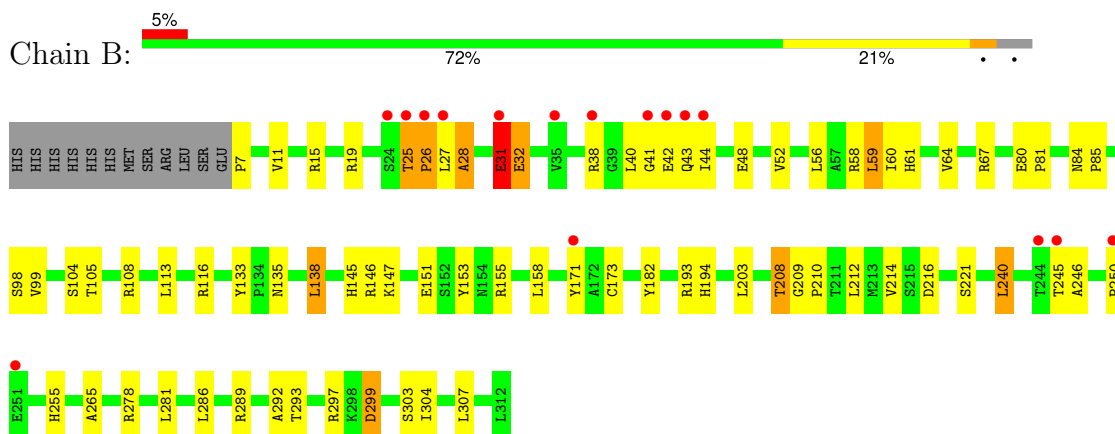 5%
Chain B:
72% 21% • •
HIS HIS HIS HIS HIS HIS MET SER ARG LEU SER GLU P7 V11 R15 R19 S24 T25 P26 L27 A28 E31 E32 V35 R38 G39 L40 G41 E42 Q43 I44 E48 V52 L56 A57 R58 L59 I60 H61 V64 R67 E80 P81 N84 P85
S98 V99 S104 T105 R108 L113 R116 Y133 P134 N135 L138 H145 R146 K147 E151 S152 Y153 N154 R155 L158 Y171 A172 C173 Y182 R193 H194 L203 T208 G209 P210 T211 L212 M213 V214 S215 D216 S221 L240 T244 T245 A246
E251 H255 A265 R278 L281 L286 R289 A292 T293 R297 K298 D299 S303 I304 L307 L312